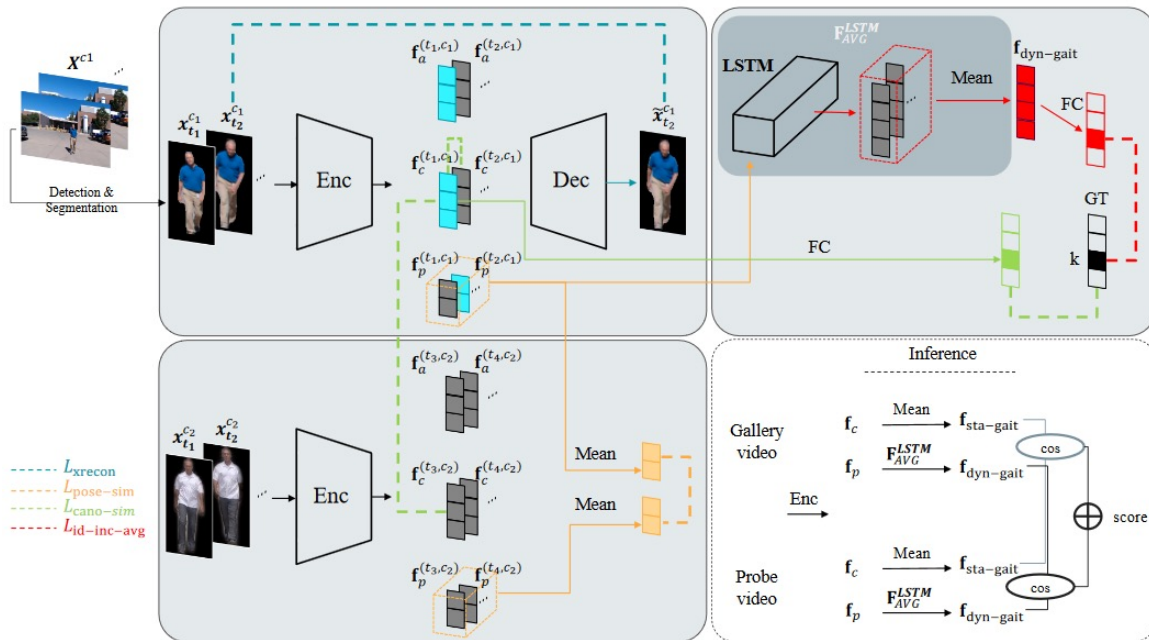 X^{c1}
...
x_{t_1}^{c_1}
x_{t_2}^{c_1}
...
Detection &
Segmentation
Enc
f_a^{(t_1,c_1)} f_a^{(t_2,c_1)}
...
f_c^{(t_1,c_1)} f_c^{(t_2,c_1)}
...
f_p^{(t_1,c_1)} f_p^{(t_2,c_1)}
...
Dec
x̃_{t_2}^{c_1}
LSTM
F_{AVG}^{LSTM}
...
Mean
f_{dyn-gait}
FC
GT
k
FC
x_{t_1}^{c_2}
x_{t_2}^{c_2}
...
Enc
f_a^{(t_3,c_2)} f_a^{(t_4,c_2)}
...
f_c^{(t_3,c_2)} f_c^{(t_4,c_2)}
...
f_p^{(t_3,c_2)} f_p^{(t_4,c_2)}
...
Mean
Mean
L_{xrecon}
L_{pose-sim}
L_{cano-sim}
L_{id-inc-avg}
Inference
Gallery
video
f_c Mean f_{sta-gait}
f_p F_{AVG}^{LSTM} f_{dyn-gait}
cos
Enc
score
Probe
video
f_c Mean f_{sta-gait}
f_p F_{AVG}^{LSTM} f_{dyn-gait}
cos